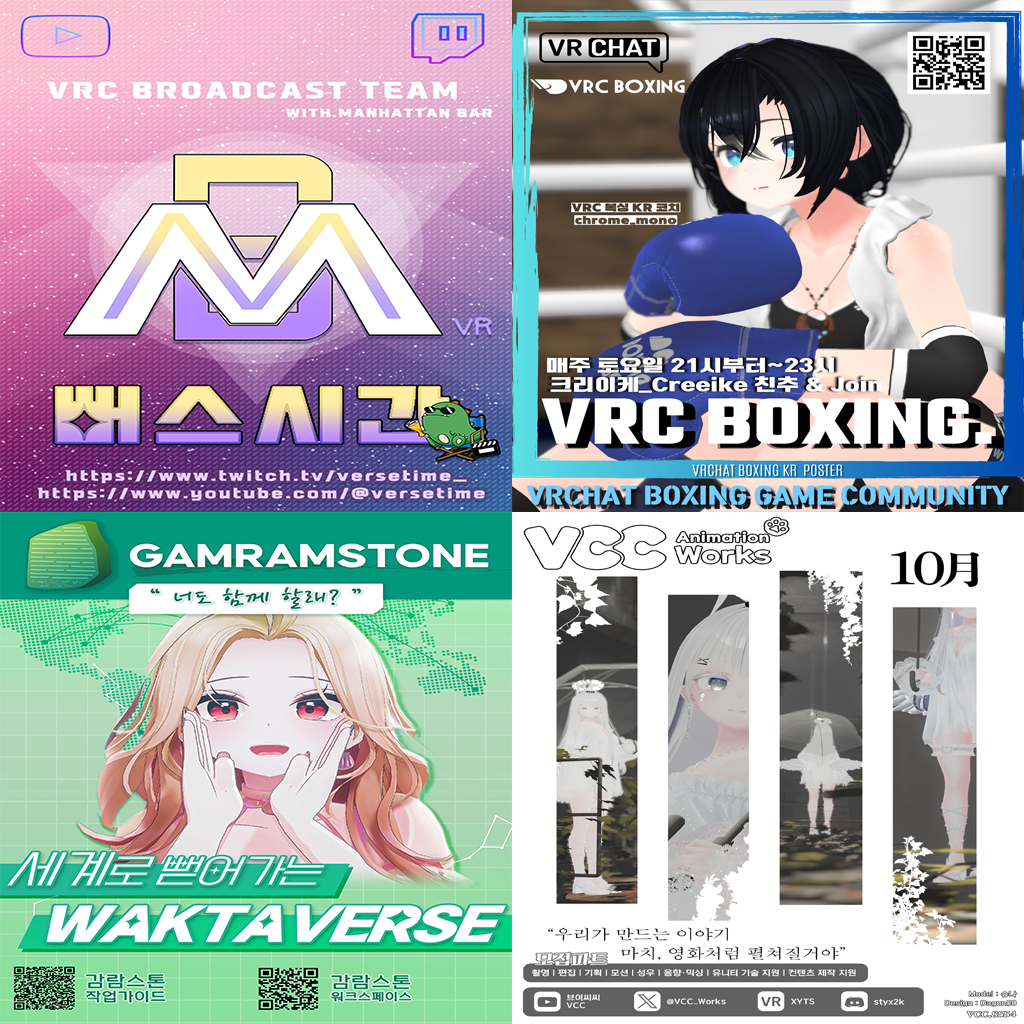 VRC BROADCAST TEAM
WITH.MANHATTAN BAR
VR
뻐스시간
https://www.twitch.tv/versetime_
https://www.youtube.com/@versetime
VRCHAT
VRC BOXING
VRC 복싱 KR 코치
chrome_mono
매주 토요일 21시부터~23시
크리이케_Creeike 친추 & Join
VRC BOXING.
VRCHAT BOXING KR POSTER
VRCHAT BOXING GAME COMMUNITY
GAMRAMSTONE
“ 너도 함께 할래? ”
세계로 뻗어가는
WAKTAVERSE
감람스톤
작업가이드
감람스톤
워크스페이스
VCC Animation
Works
10月
“우리가 만드는 이야기
마치, 영화처럼 펼쳐질거야”
모집파트
촬영 | 편집 | 기획 | 모션 | 성우 | 음향·믹싱 | 유니티 기술 지원 | 컨텐츠 제작 지원
브이씨씨
VCC
@VCC_Works
VR
XYTS
styx2k
Model : 슈나